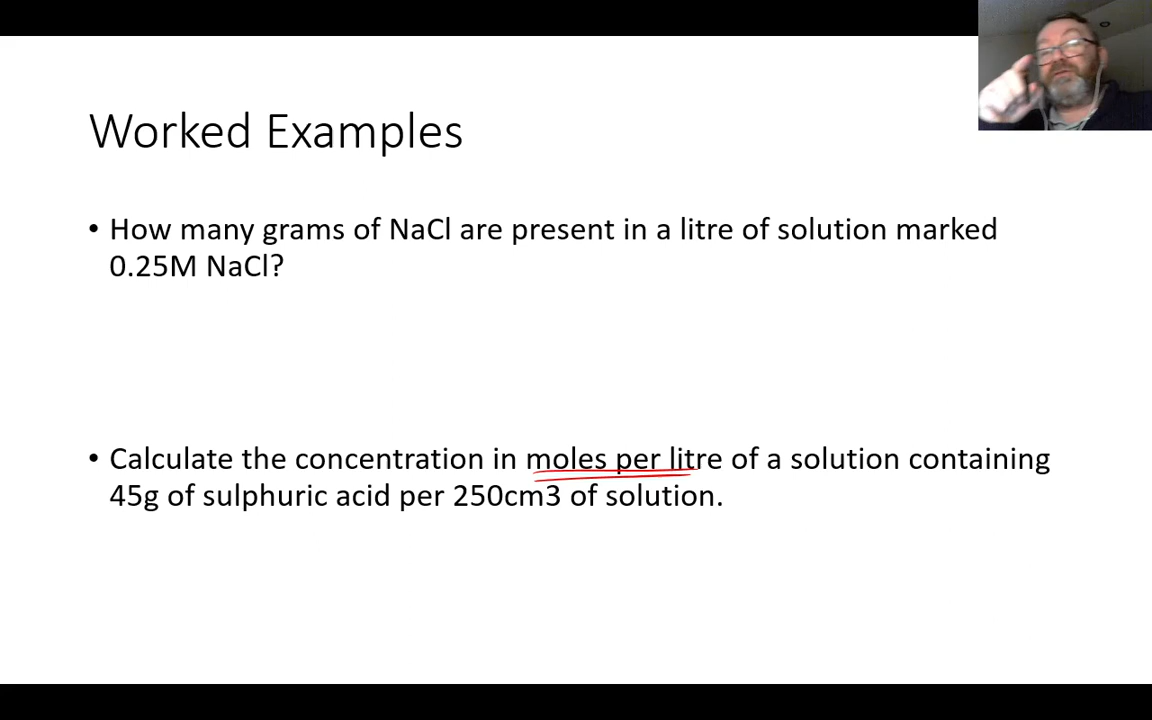 Worked Examples
• How many grams of NaCl are present in a litre of solution marked
0.25M NaCl?
• Calculate the concentration in moles per litre of a solution containing
45g of sulphuric acid per 250cm3 of solution.